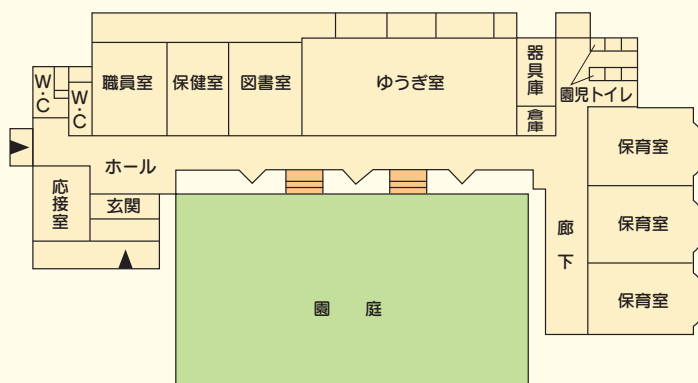 W・C
W・C
職員室
保健室
図書室
ゆうぎ室
器具庫
倉庫
園児トイレ
保育室
保育室
保育室
廊下
ホール
応接室
玄関
園庭